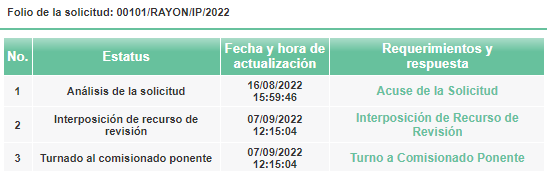 Folio de la solicitud: 00101/RAYON/IP/2022
No. Estatus Fecha y hora de actualización Requerimientos y respuesta
1 Análisis de la solicitud 16/08/2022 15:59:46 Acuse de la Solicitud
2 Interposición de recurso de revisión 07/09/2022 12:15:04 Interposición de Recurso de Revisión
3 Turnado al comisionado ponente 07/09/2022 12:15:04 Turno a Comisionado Ponente